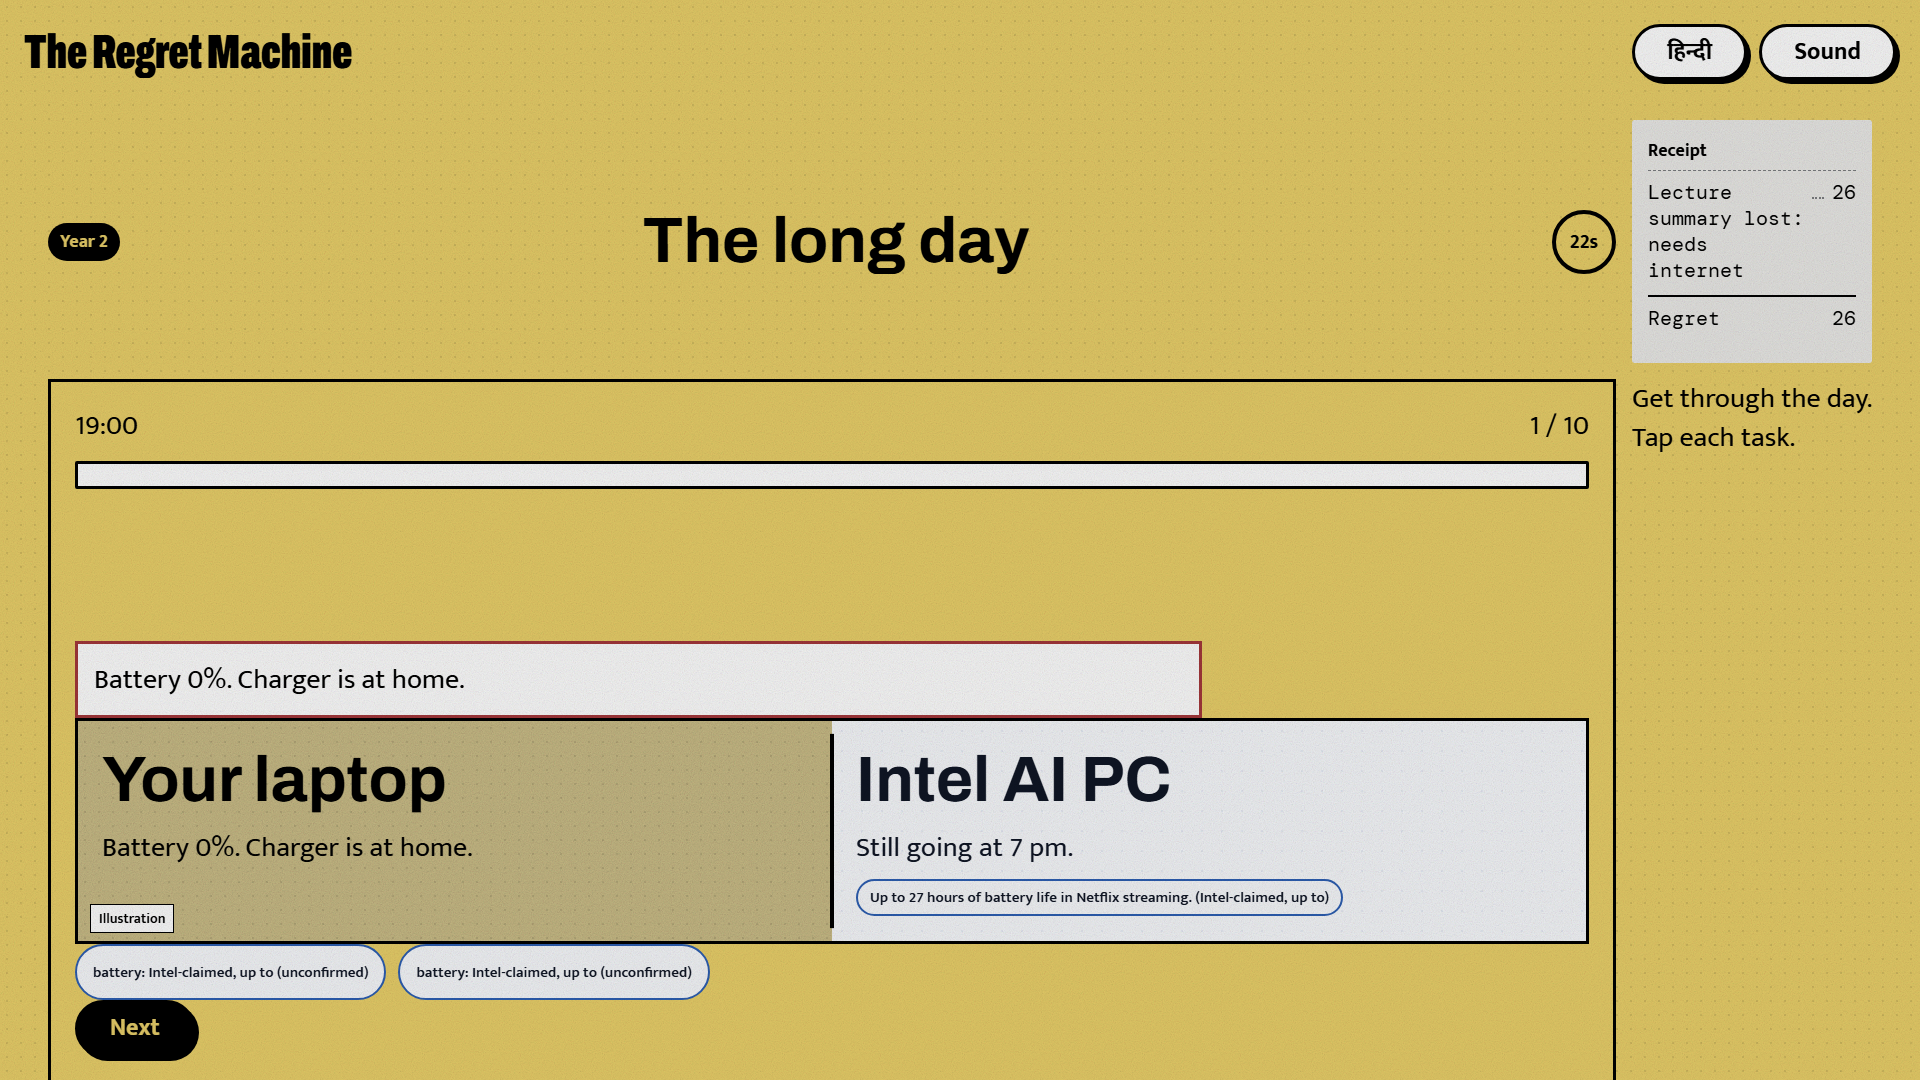 The Regret Machine
हिन्दी
Sound
Receipt
Lecture .... 26
summary lost:
needs
internet
Regret 26
Year 2
The long day
22s
Get through the day.
Tap each task.
19:00
1 / 10
Battery 0%. Charger is at home.
Your laptop
Battery 0%. Charger is at home.
Illustration
Intel AI PC
Still going at 7 pm.
Up to 27 hours of battery life in Netflix streaming. (Intel-claimed, up to)
battery: Intel-claimed, up to (unconfirmed)
battery: Intel-claimed, up to (unconfirmed)
Next